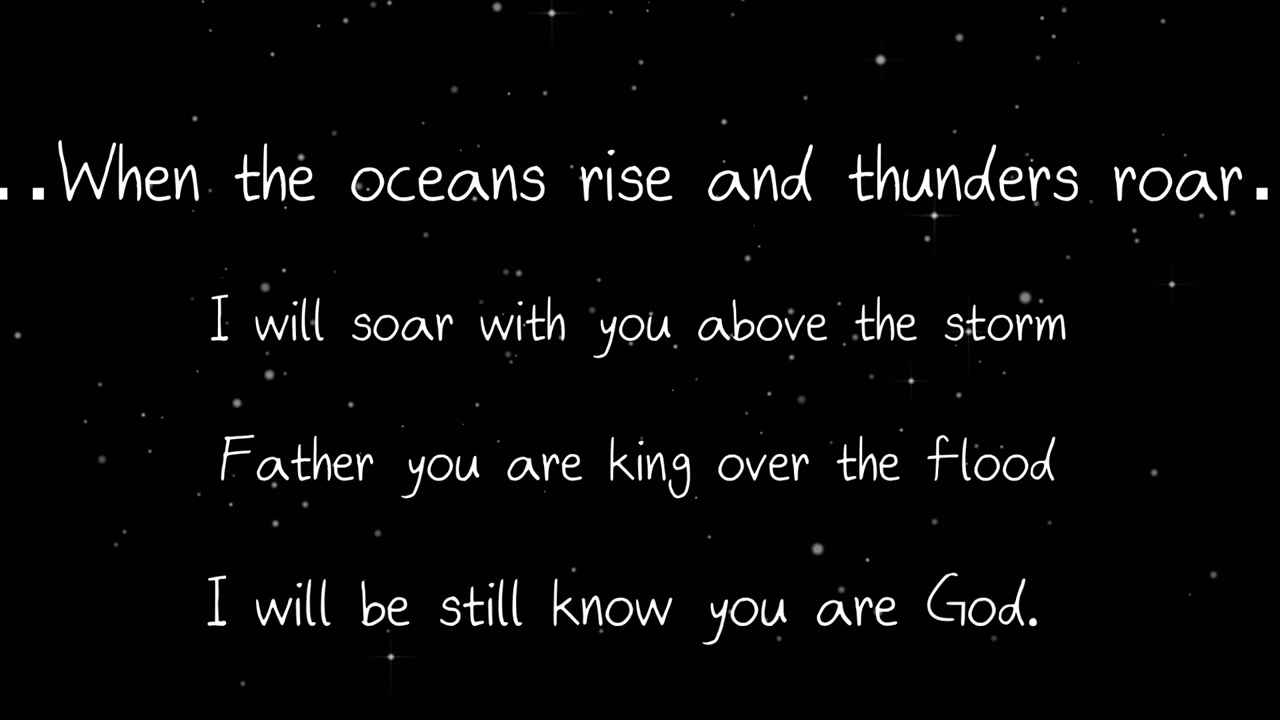 ..When the oceans rise and thunders roar.
I will soar with you above the storm
Father you are king over the flood
I will be still know you are God.